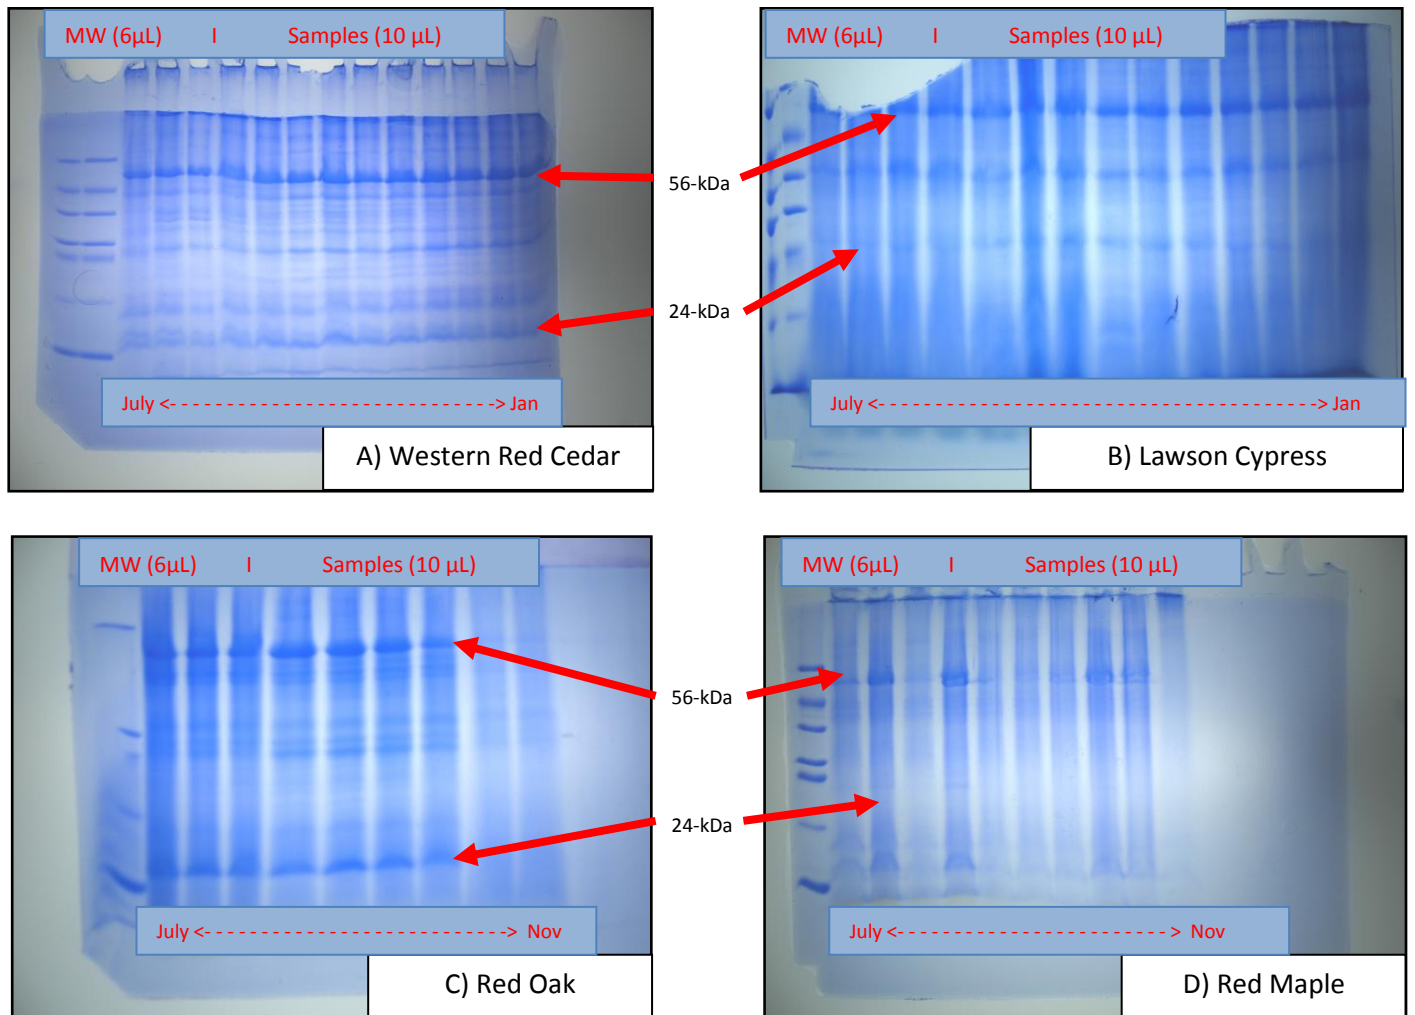 MW (6µL) I Samples (10 µL)
July <- - - - - - - - - - - - - - - - - - - - - - - - - - - - - -> Jan
A) Western Red Cedar
MW (6µL) I Samples (10 µL)
July <- - - - - - - - - - - - - - - - - - - - - - - - - - - - - - - - - - - - - - -> Jan
B) Lawson Cypress
56-kDa
24-kDa
MW (6µL) I Samples (10 µL)
July <- - - - - - - - - - - - - - - - - - - - - - - - - - - -> Nov
C) Red Oak
MW (6µL) I Samples (10 µL)
July <- - - - - - - - - - - - - - - - - - - - - - - - -> Nov
D) Red Maple
56-kDa
24-kDa